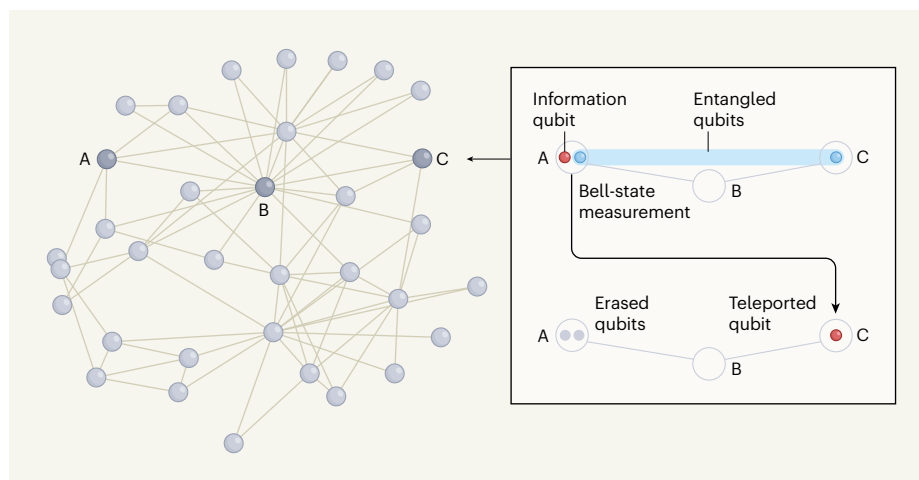 A
C
B
Information
qubit
Entangled
qubits
A
C
B
Bell-state
measurement
Erased
qubits
Teleported
qubit
A
C
B